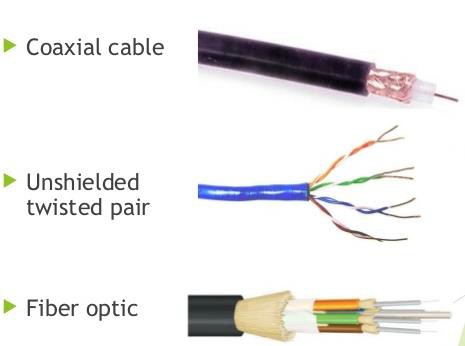 Coaxial cable
Unshielded
twisted pair
Fiber optic